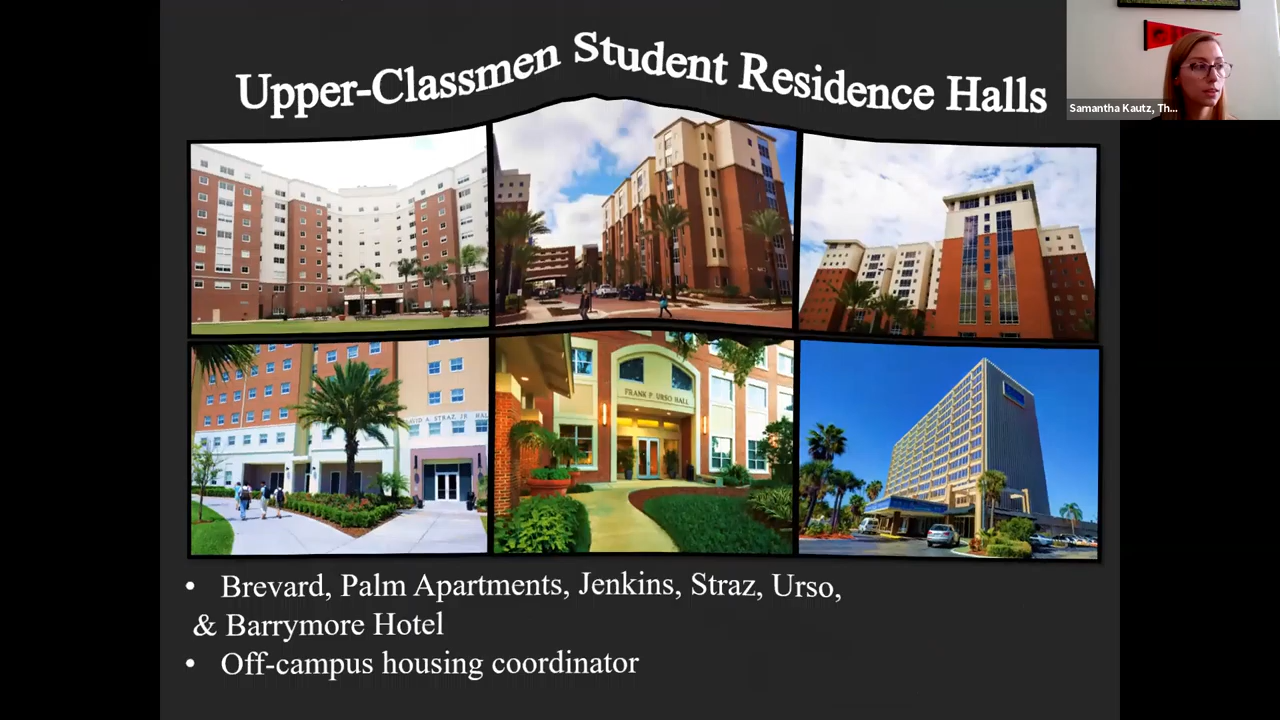 Upper-Classmen Student Residence Halls
Samantha Kautz, Th...
FRANK P. URSO HALL
• Brevard, Palm Apartments, Jenkins, Straz, Urso,
& Barrymore Hotel
• Off-campus housing coordinator